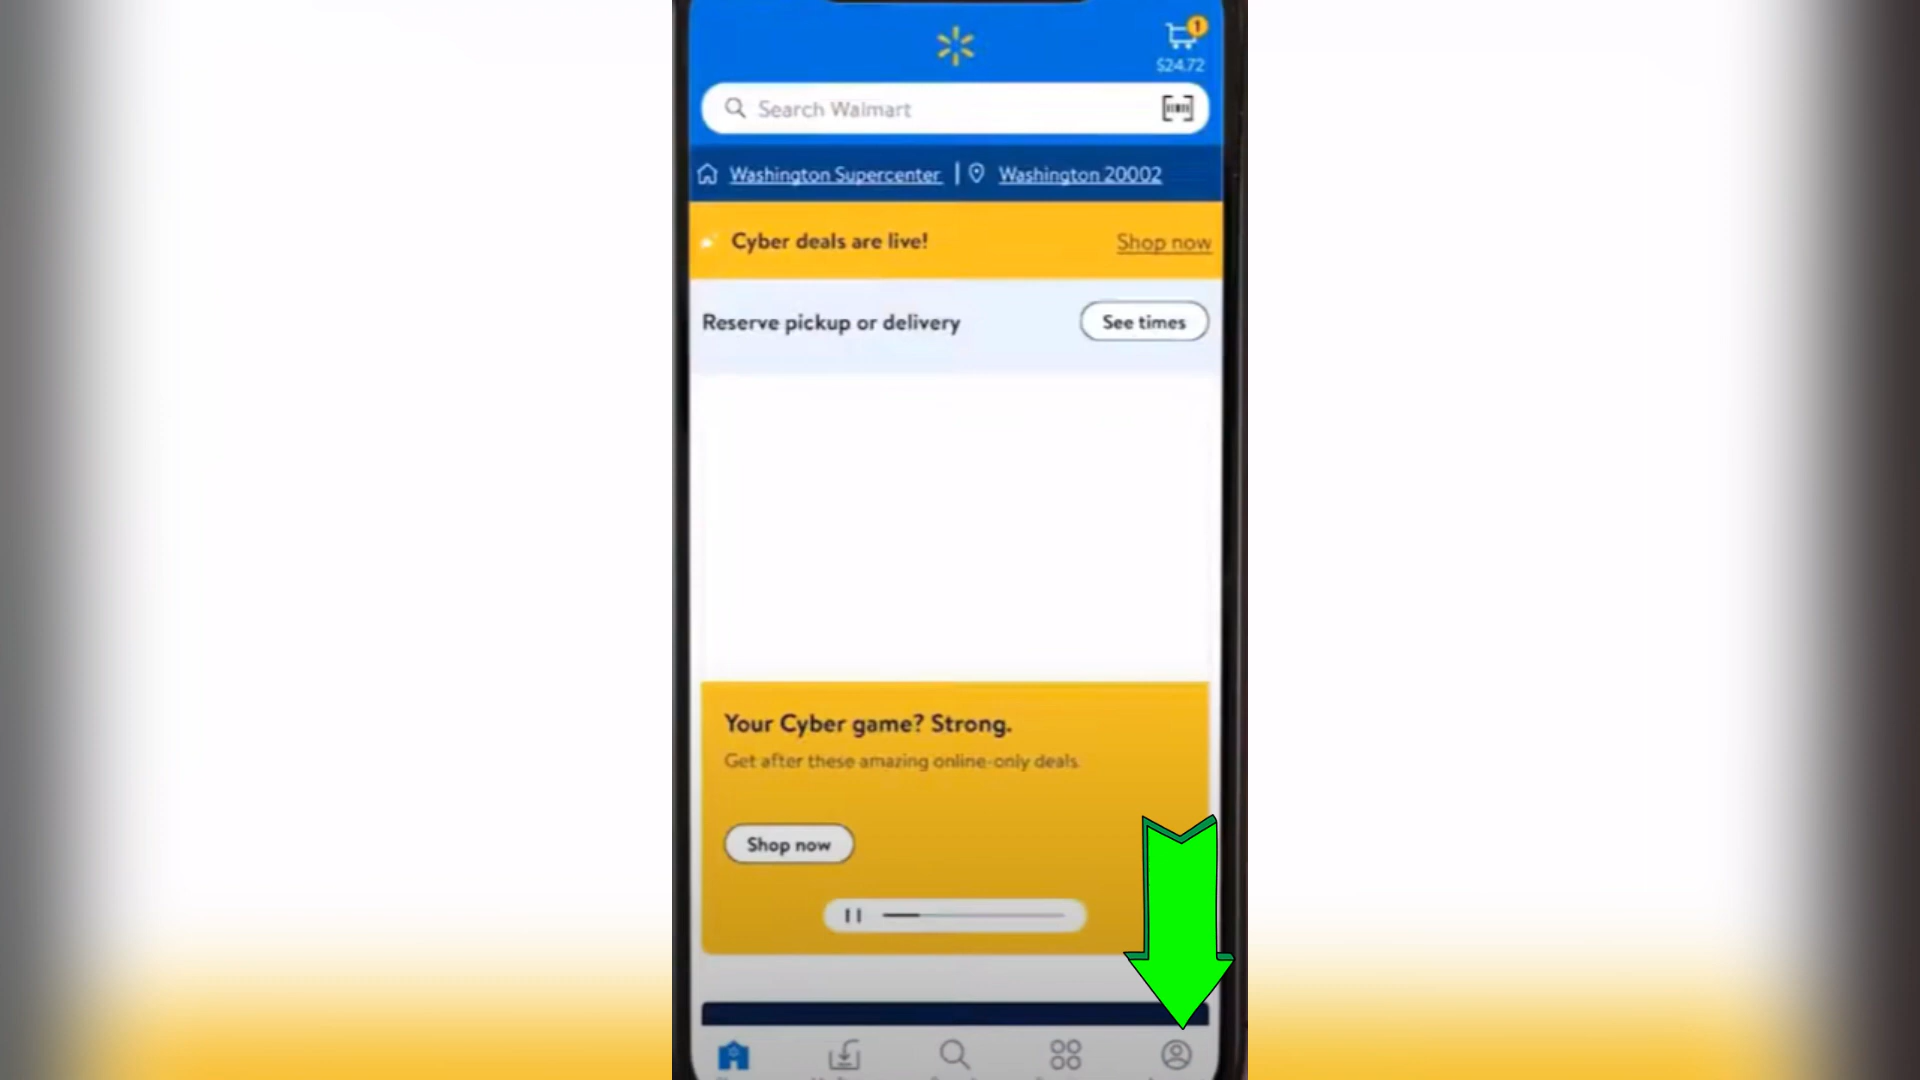 1
$24.72
Search Walmart
Washington Supercenter | Washington 20002
Cyber deals are live! Shop now
Reserve pickup or delivery See times
Your Cyber game? Strong.
Get after these amazing online-only deals.
Shop now